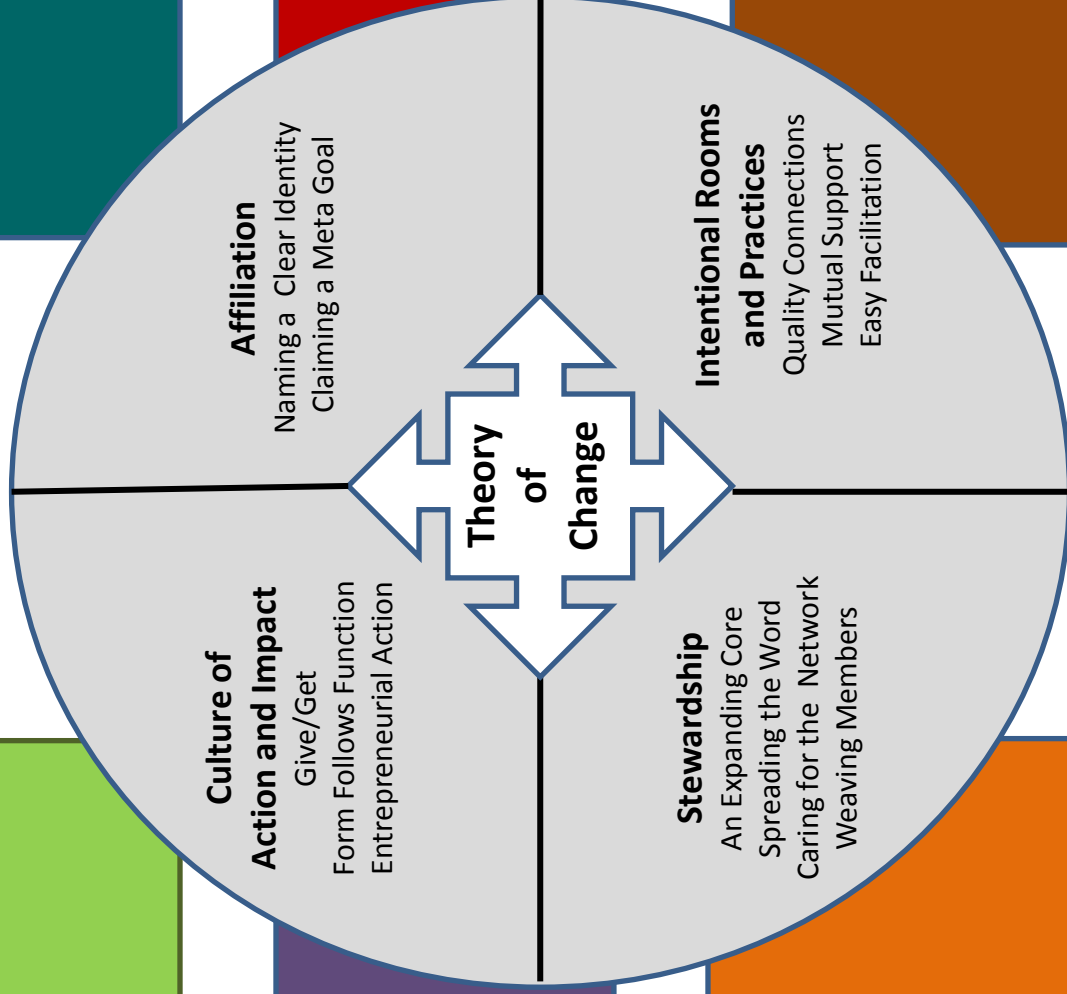 Culture of
Action and Impact
Give/Get
Form Follows Function
Entrepreneurial Action
Affiliation
Naming a Clear Identity
Claiming a Meta Goal
Theory
of
Change
Stewardship
An Expanding Core
Spreading the Word
Caring for the Network
Weaving Members
Intentional Rooms
and Practices
Quality Connections
Mutual Support
Easy Facilitation